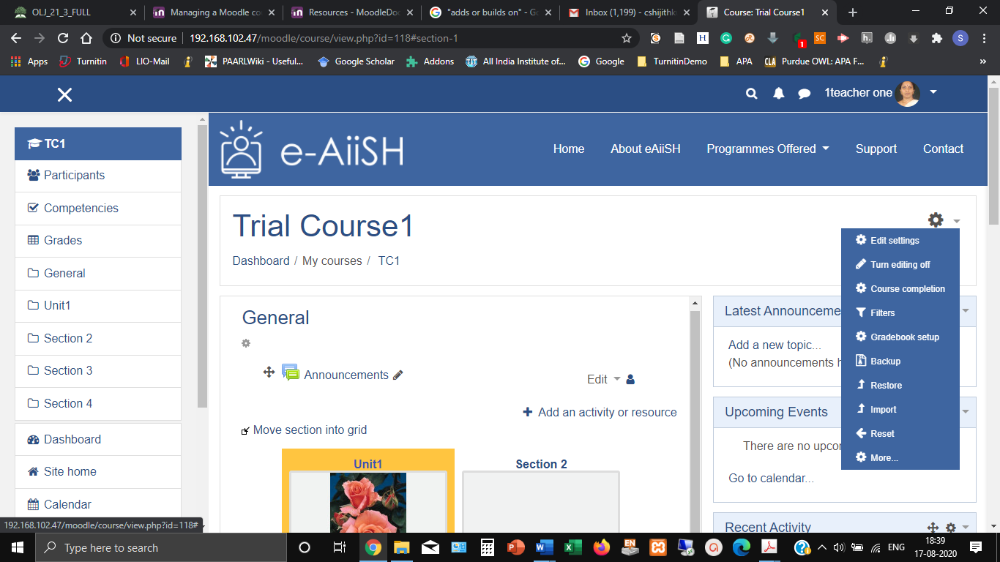 OLJ_21_3_FULL
Managing a Moodle co
Resources - MoodleDoc
"adds or builds on" - Go
Inbox (1,199) - cshijithk
Course: Trial Course1
Not secure 192.168.102.47/moodle/course/view.php?id=118#section-1
SC
1
h.
S
Apps
Turnitin
LIO-Mail
PAARLWiki - Useful...
Google Scholar
Addons
All India Institute of...
Google
TurnitinDemo
APA
CLA
Purdue OWL: APA F...
»
1teacher one
TC1
Participants
Competencies
Grades
General
Unit1
Section 2
Section 3
Section 4
Dashboard
Site home
Calendar
192.168.102.47/moodle/course/view.php?id=118#
e-AiiSH
Home
About eAiiSH
Programmes Offered
Support
Contact
Trial Course1
Dashboard / My courses / TC1
Edit settings
Turn editing off
Course completion
Filters
Gradebook setup
Backup
Restore
Import
Reset
More...
General
Announcements
Edit
Add an activity or resource
Move section into grid
Unit1
Section 2
Latest Announceme
Add a new topic...
(No announcements h
Upcoming Events
There are no upcor
Go to calendar...
Recent Activity
Type here to search
ENG
18:39
17-08-2020